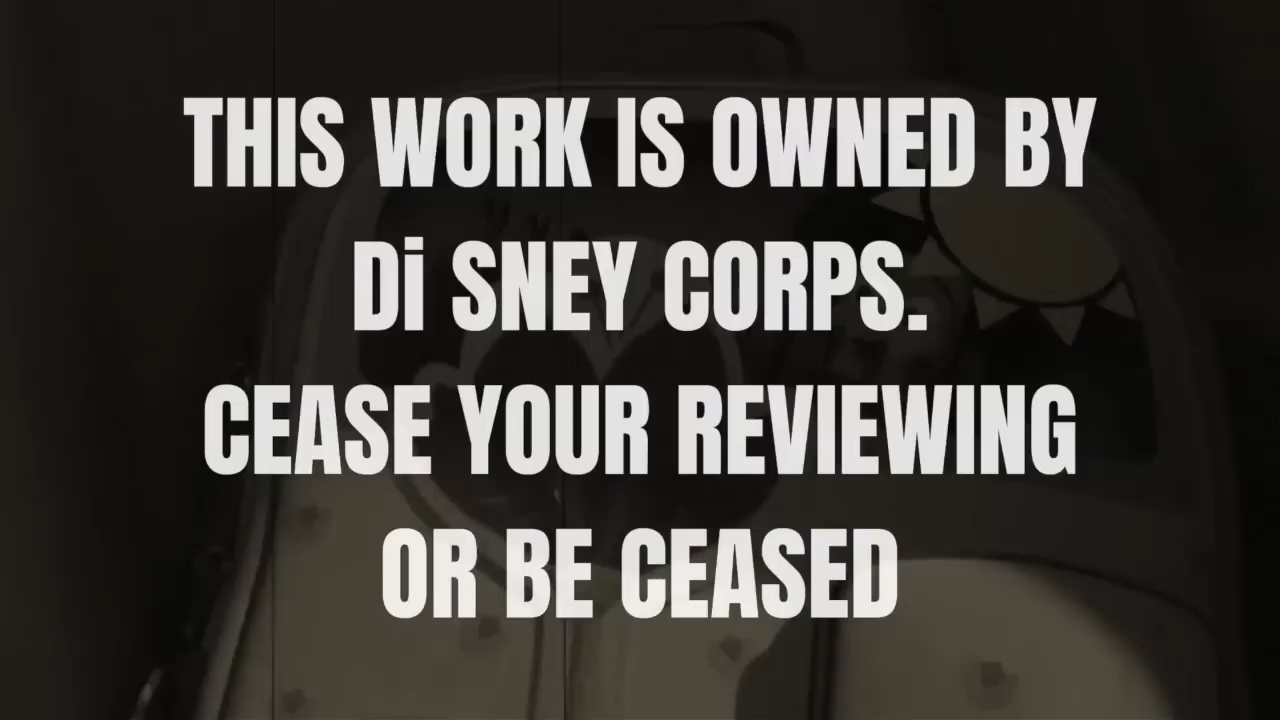 THIS WORK IS OWNED BY
Di SNEY CORPS.
CEASE YOUR REVIEWING
OR BE CEASED